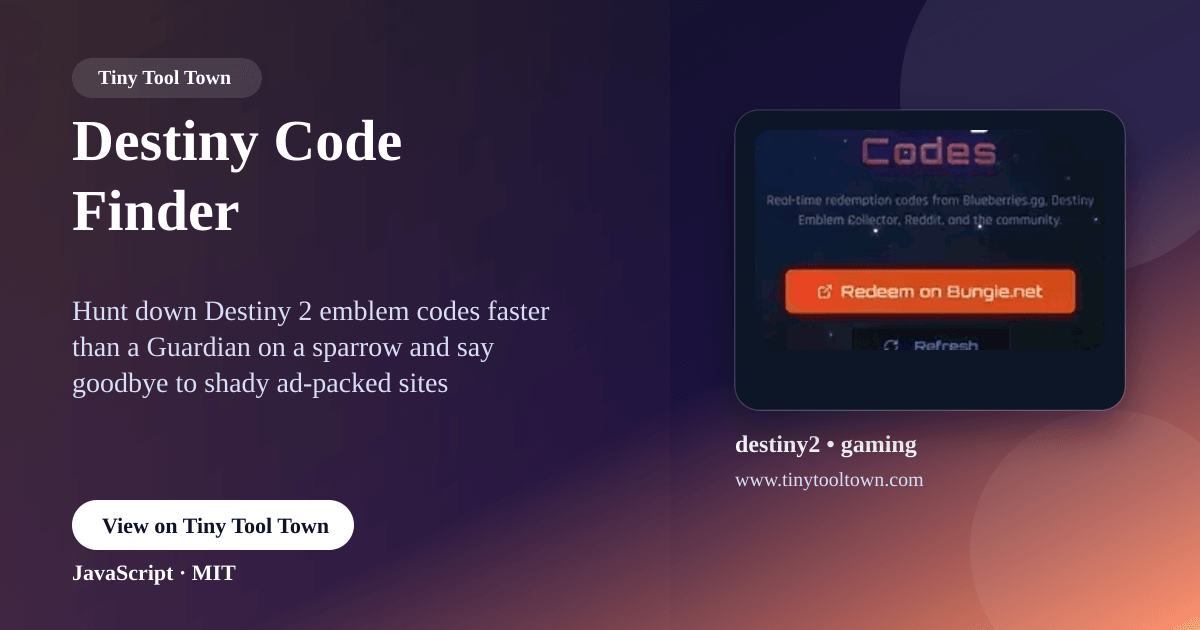 Tiny Tool Town
Destiny Code
Finder
Hunt down Destiny 2 emblem codes faster
than a Guardian on a sparrow and say
goodbye to shady ad-packed sites
View on Tiny Tool Town
JavaScript · MIT
Codes
Real-time redemption codes from Blueberries.gg, Destiny
Emblem Collector, Reddit, and the community.
Redeem on Bungie.net
Refresh
destiny2 • gaming
www.tinytooltown.com